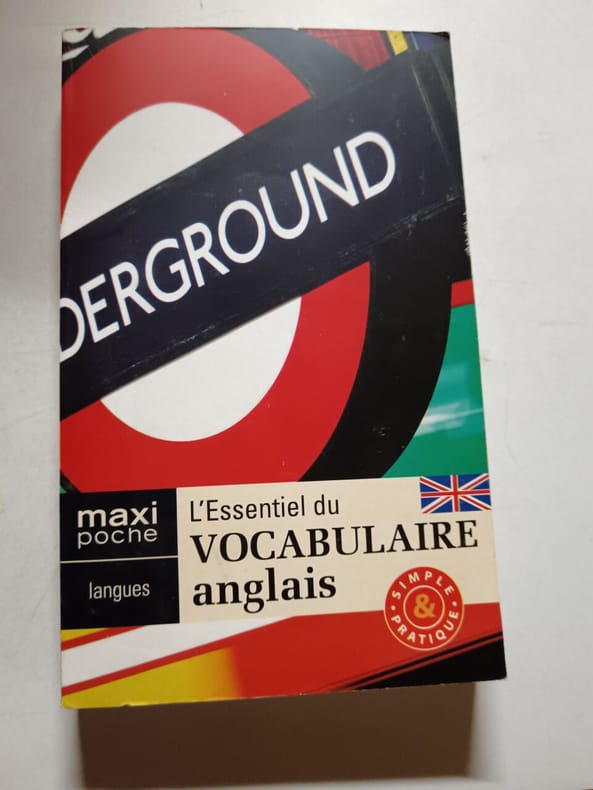 DERGROUND
maxi
poche
langues
L'Essentiel du
VOCABULAIRE
anglais
SIMPLE
&
PRATIQUE